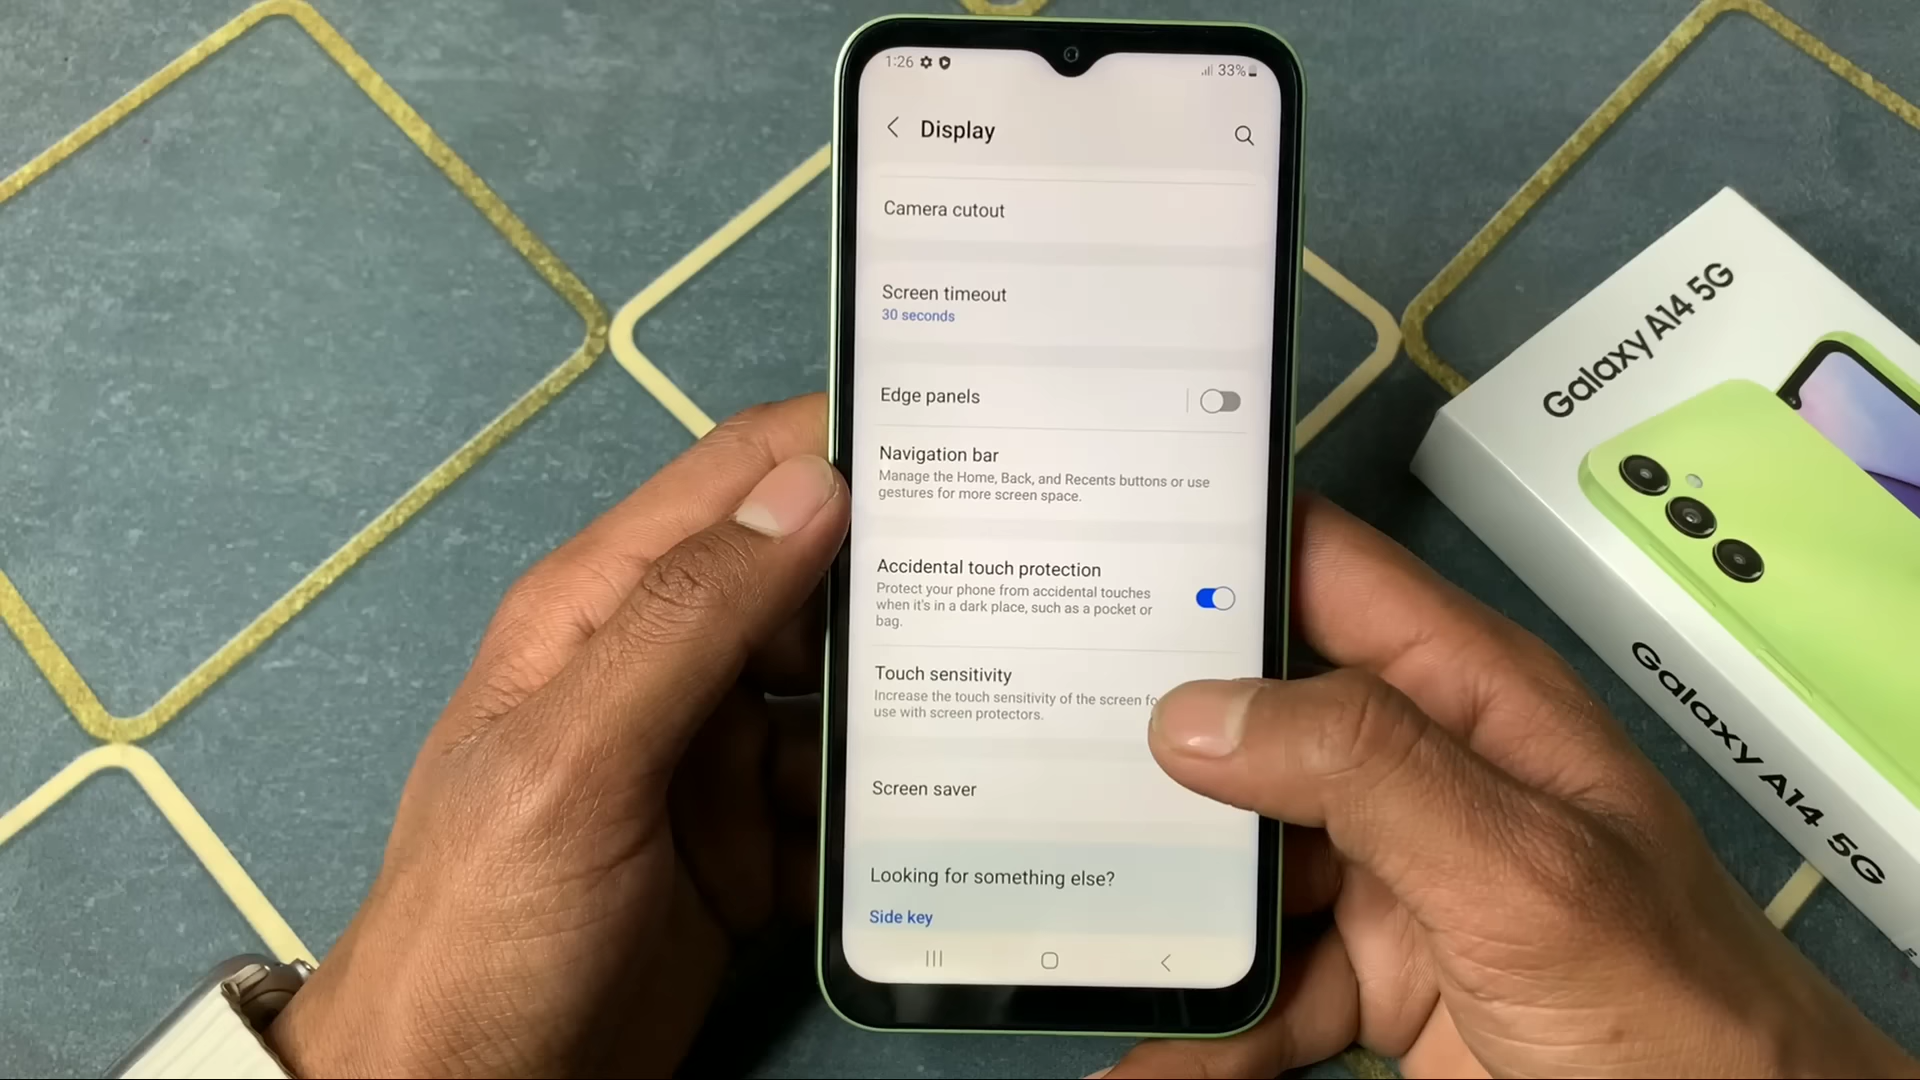 1:26
33%
Display
Camera cutout
Screen timeout
30 seconds
Edge panels
Navigation bar
Manage the Home, Back, and Recents buttons or use
gestures for more screen space.
Accidental touch protection
Protect your phone from accidental touches
when it's in a dark place, such as a pocket or
bag.
Touch sensitivity
Increase the touch sensitivity of the screen fo
use with screen protectors.
Screen saver
Looking for something else?
Side key
Galaxy A14 5G
Galaxy A14 5G